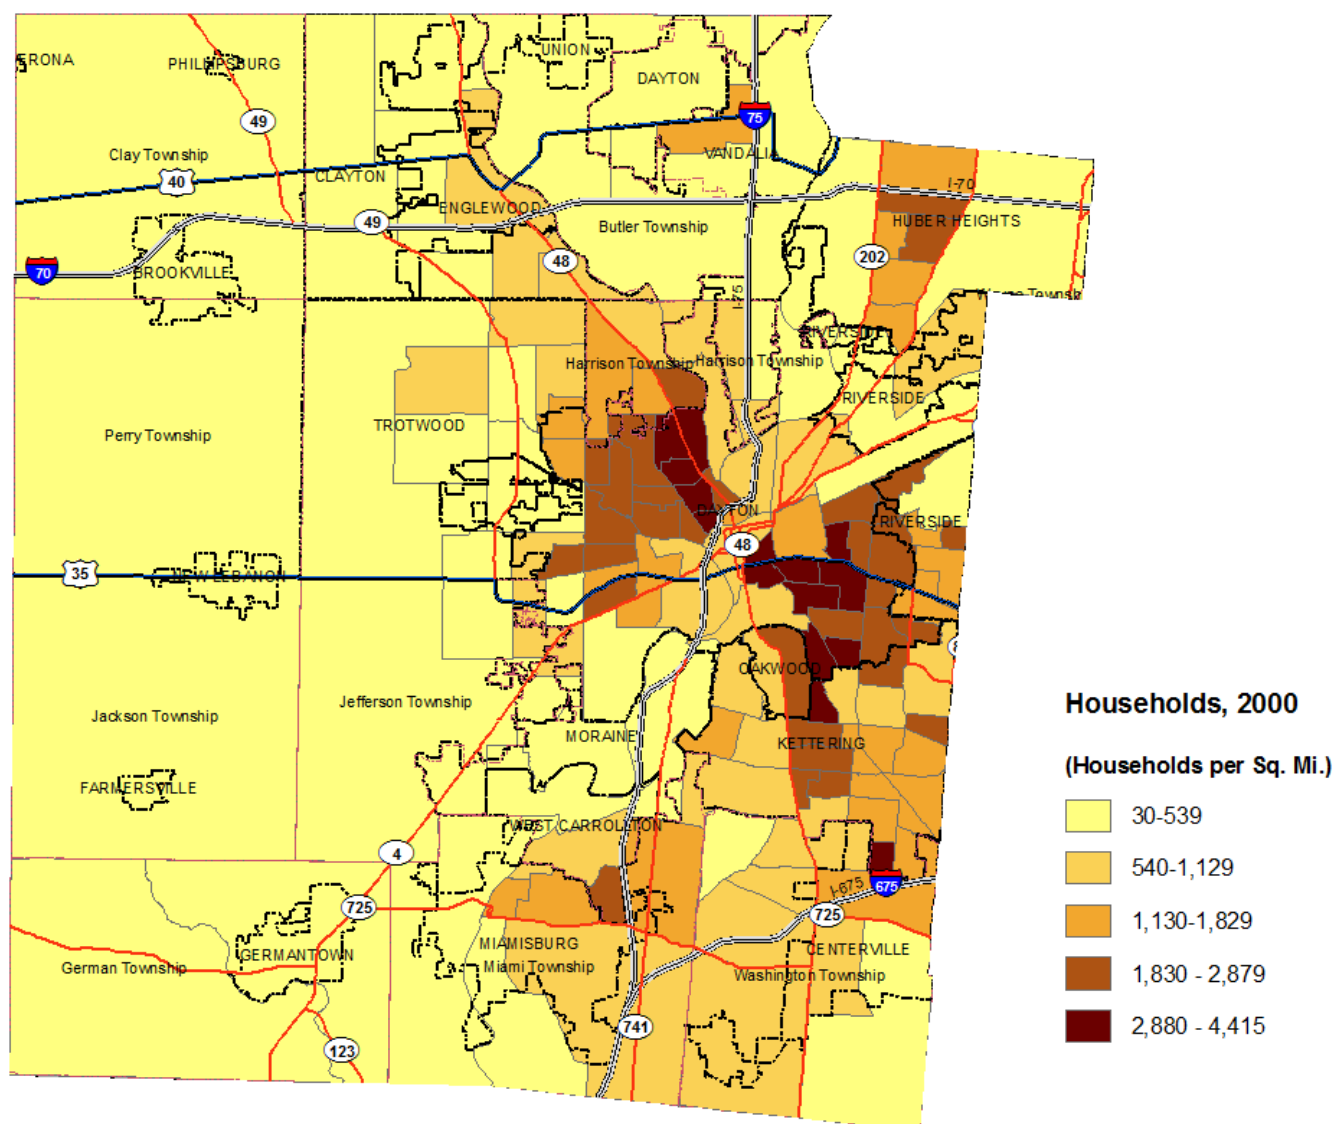 UNION
ERONA
PHILLIPSBURG
DAYTON
49
75
VANDALIA
Clay Township
40
CLAYTON
I-70
ENGLEWOOD
HUBER HEIGHTS
49
Butler Township
202
48
70
BROOKVILLE
I-75
RIVERSIDE
Harrison Township
Harrison Township
RIVERSIDE
TROTWOOD
Perry Township
DAYTON
RIVERSIDE
48
35
NEW LEBANON
OAKWOOD
Jefferson Township
Jackson Township
MORAINE
KETTERING
FARMERSVILLE
WEST CARROLLTON
4
I-675
675
725
725
MIAMISBURG
CENTERVILLE
GERMANTOWN
Miami Township
German Township
Washington Township
741
123
Households, 2000
(Households per Sq. Mi.)
30-539
540-1,129
1,130-1,829
1,830 - 2,879
2,880 - 4,415